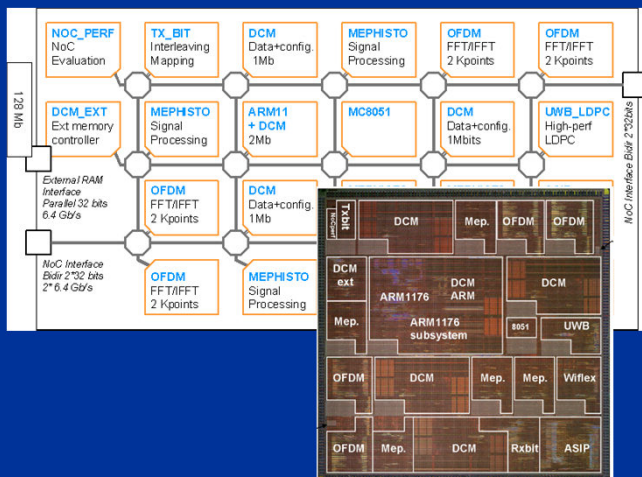 NOC_PERF
NoC
Evaluation
TX_BIT
Interleaving
Mapping
DCM
Data+config.
1Mb
MEPHISTO
Signal
Processing
OFDM
FFT/IFFT
2 Kpoints
OFDM
FFT/IFFT
2 Kpoints
128 Mb
DCM_EXT
Ext memory
controller
MEPHISTO
Signal
Processing
ARM11
+ DCM
2Mb
MC8051
DCM
Data+config.
1Mbits
UWB_LDPC
High-perf
LDPC
NoC Interface Bidir 2*32bits
External RAM
Interface
Parallel 32 bits
6.4 Gb/s
OFDM
FFT/IFFT
2 Kpoints
DCM
Data+config.
1Mb
NoC Interface
Bidir 2*32 bits
2* 6.4 Gb/s
OFDM
FFT/IFFT
2 Kpoints
MEPHISTO
Signal
Processing
Txbit
NoCperf
DCM
Mep.
OFDM
OFDM
DCM
ext
DCM
ARM
ARM1176
ARM1176
subsystem
DCM
Mep.
8051
UWB
OFDM
DCM
Mep.
Mep.
Wiflex
OFDM
Mep.
DCM
Rxbit
ASIP